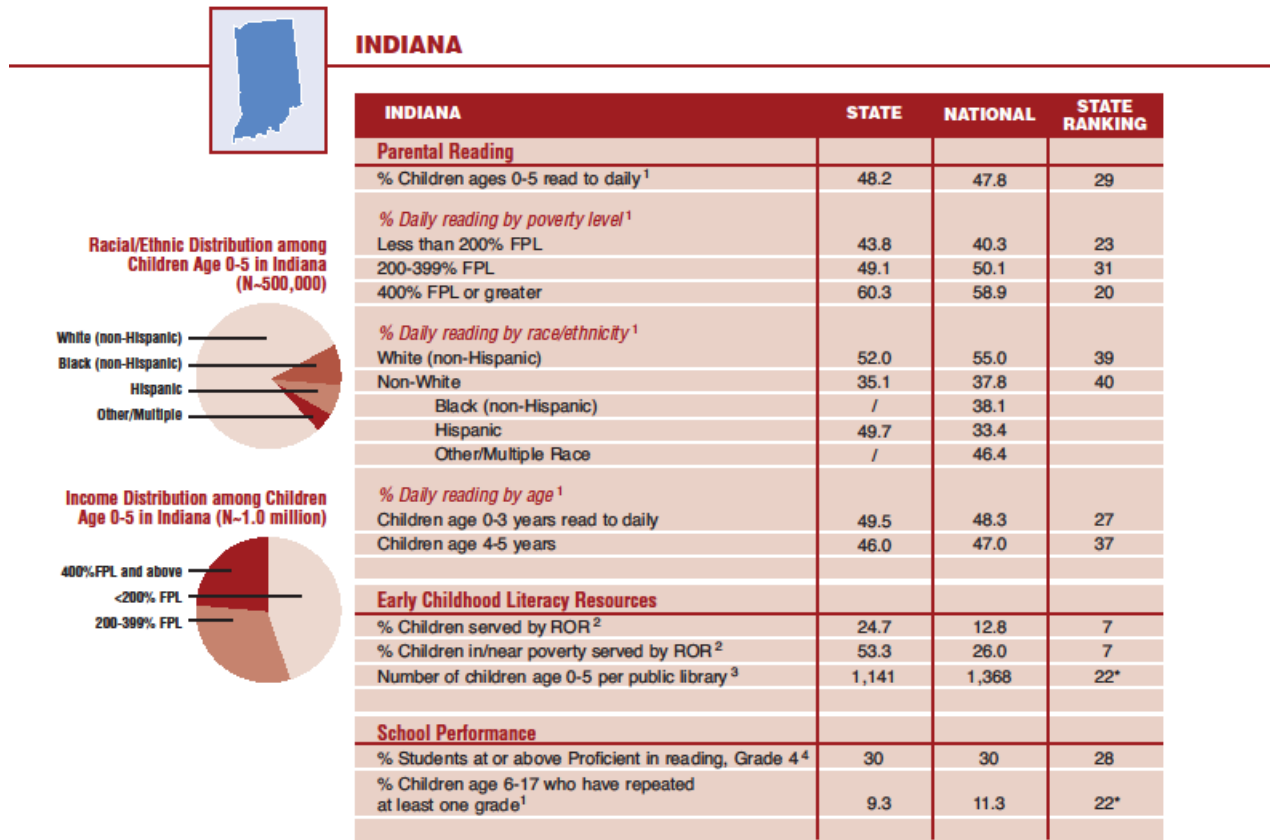 INDIANA
Racial/Ethnic Distribution among
Children Age 0-5 in Indiana
(N~500,000)
White (non-Hispanic)
Black (non-Hispanic)
Hispanic
Other/Multiple
Income Distribution among Children
Age 0-5 in Indiana (N~1.0 million)
400%FPL and above
<200% FPL
200-399% FPL
INDIANA STATE NATIONAL STATE RANKING
Parental Reading
% Children ages 0-5 read to daily 1 48.2 47.8 29
% Daily reading by poverty level 1
Less than 200% FPL 43.8 40.3 23
200-399% FPL 49.1 50.1 31
400% FPL or greater 60.3 58.9 20
% Daily reading by race/ethnicity 1
White (non-Hispanic) 52.0 55.0 39
Non-White 35.1 37.8 40
Black (non-Hispanic) / 38.1
Hispanic 49.7 33.4
Other/Multiple Race / 46.4
% Daily reading by age 1
Children age 0-3 years read to daily 49.5 48.3 27
Children age 4-5 years 46.0 47.0 37
Early Childhood Literacy Resources
% Children served by ROR 2 24.7 12.8 7
% Children in/near poverty served by ROR 2 53.3 26.0 7
Number of children age 0-5 per public library 3 1,141 1,368 22*
School Performance
% Students at or above Proficient in reading, Grade 4 4 30 30 28
% Children age 6-17 who have repeated
at least one grade 1 9.3 11.3 22*